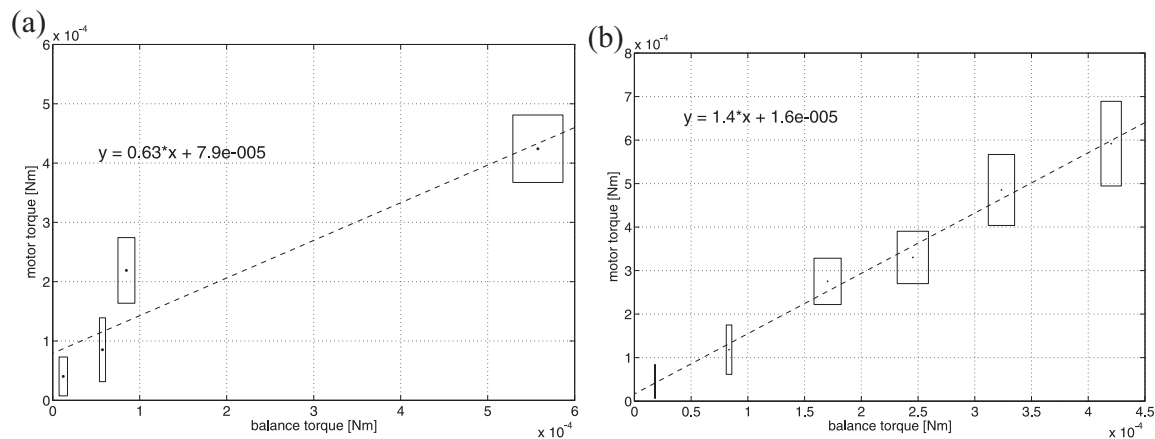 (a)
x 10⁻⁴
6
5
4
3
2
1
0
motor torque [Nm]
y = 0.63*x + 7.9e-005
0 1 2 3 4 5 6
balance torque [Nm]
x 10⁻⁴
(b)
x 10⁻⁴
8
7
6
5
4
3
2
1
0
motor torque [Nm]
y = 1.4*x + 1.6e-005
0 0.5 1 1.5 2 2.5 3 3.5 4 4.5
balance torque [Nm]
x 10⁻⁴